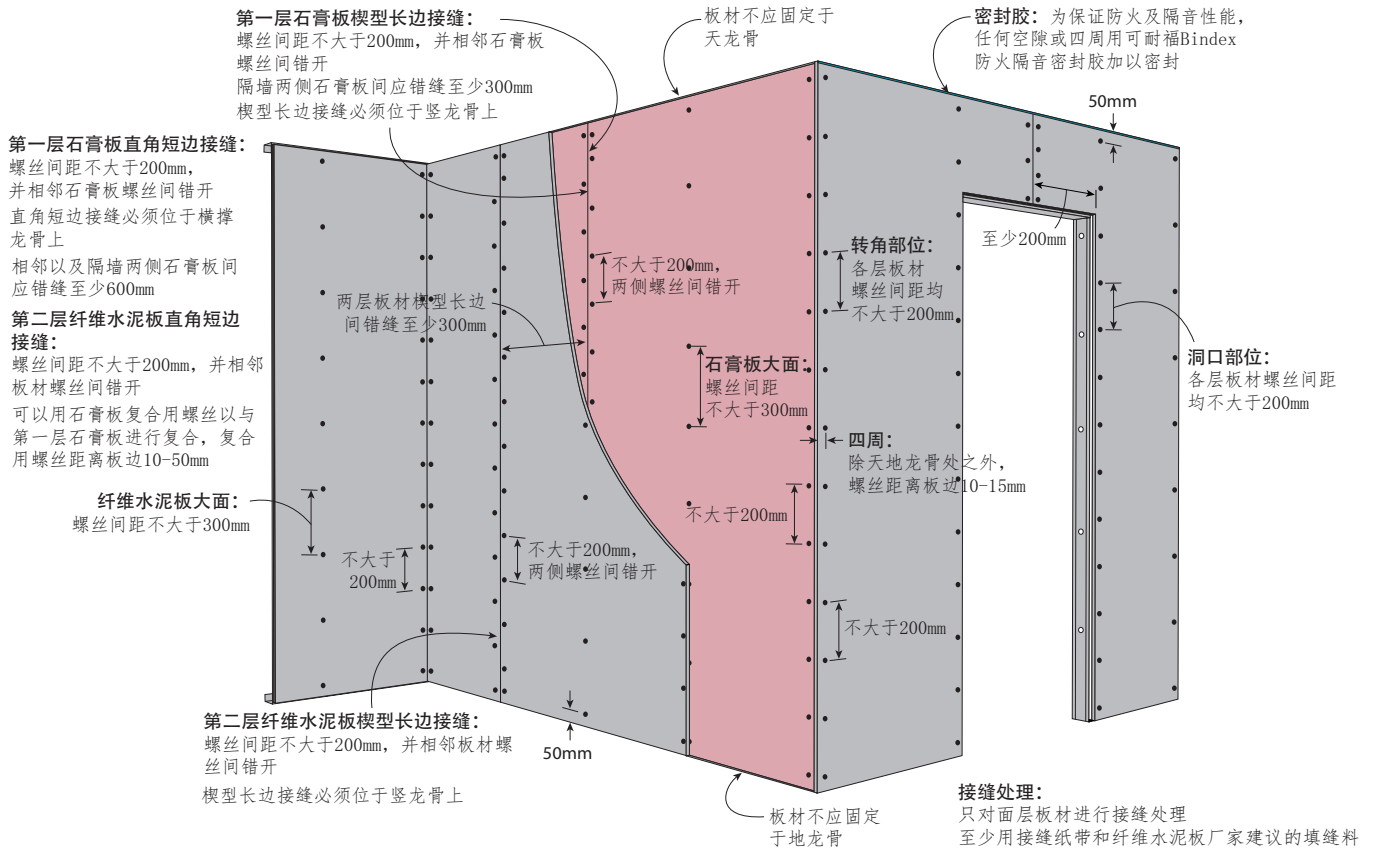 第一层石膏板楔型长边接缝：
螺丝间距不大于200mm，并相邻石膏板
螺丝间错开
隔墙两侧石膏板间应错缝至少300mm
楔型长边接缝必须位于竖龙骨上
板材不应固定于
天龙骨
密封胶：为保证防火及隔音性能，
任何空隙或四周用可耐福Bindex
防火隔音密封胶加以密封
50mm
第一层石膏板直角短边接缝：
螺丝间距不大于200mm，
并相邻石膏板螺丝间错开
直角短边接缝必须位于横撑
龙骨上
相邻以及隔墙两侧石膏板间
应错缝至少600mm
第二层纤维水泥板直角短边
接缝：
螺丝间距不大于200mm，并相邻
板材螺丝间错开
可以用石膏板复合用螺丝以与
第一层石膏板进行复合，复合
用螺丝距离板边10-50mm
纤维水泥板大面：
螺丝间距不大于300mm
不大于
200mm
两层板材楔型长边
间错缝至少300mm
不大于200mm，
两侧螺丝间错开
不大于200mm，
两侧螺丝间错开
石膏板大面：
螺丝间距
不大于300mm
不大于200mm
转角部位：
各层板材
螺丝间距均
不大于200mm
至少200mm
四周：
除天地龙骨处之外，
螺丝距离板边10-15mm
不大于200mm
洞口部位：
各层板材螺丝间距
均不大于200mm
第二层纤维水泥板楔型长边接缝：
螺丝间距不大于200mm，并相邻板材螺
丝间错开
楔型长边接缝必须位于竖龙骨上
50mm
板材不应固定
于地龙骨
接缝处理：
只对面层板材进行接缝处理
至少用接缝纸带和纤维水泥板厂家建议的填缝料